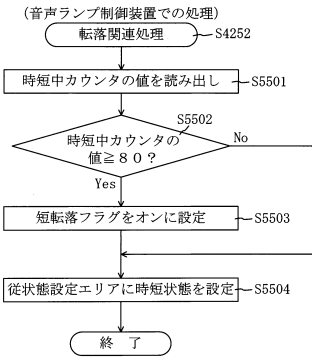 (音声ランプ制御装置での処理)
転落関連処理
S4252
時短中カウンタの値を読み出し
S5501
S5502
時短中カウンタの
値≧80?
No
Yes
短転落フラグをオンに設定
S5503
従状態設定エリアに時短状態を設定
S5504
終 了